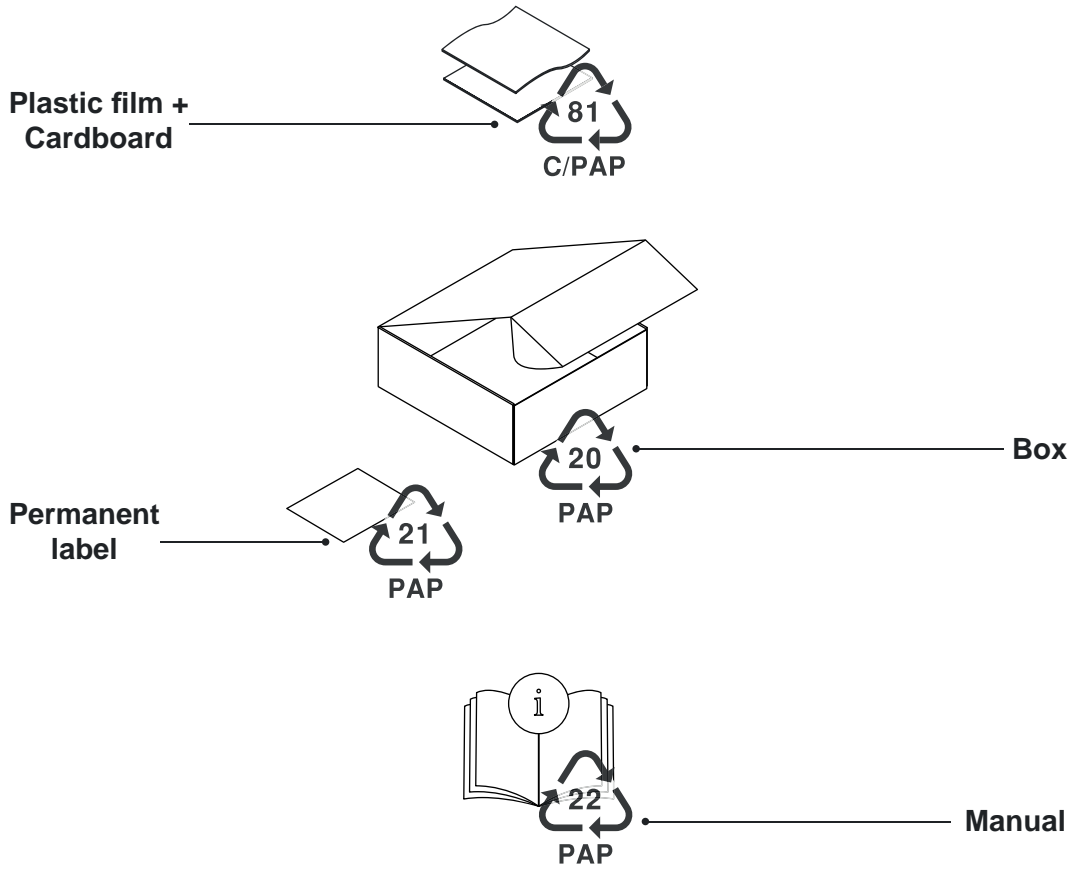 Plastic film +
Cardboard
81
C/PAP
20
PAP
Box
Permanent
label
21
PAP
i
22
PAP
Manual